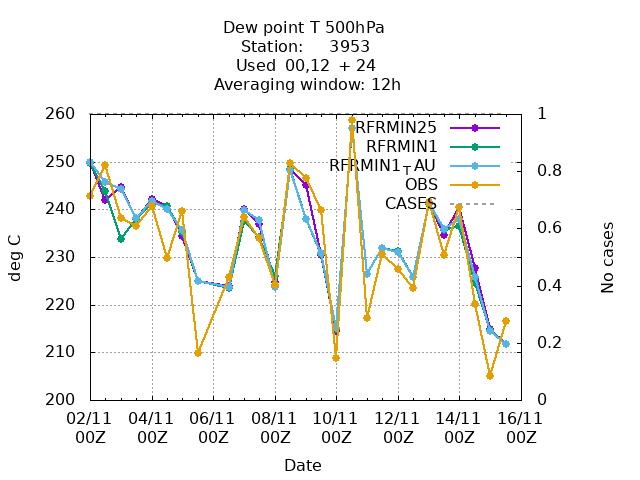 Dew point T 500hPa
Station: 3953
Used 00,12 + 24
Averaging window: 12h
260
250
240
230
220
210
200
deg C
1
0.8
0.6
0.4
0.2
0
No cases
RFRMIN25
RFRMIN1
RFRMIN1TAU
OBS
CASES
02/11 04/11 06/11 08/11 10/11 12/11 14/11 16/11
00Z 00Z 00Z 00Z 00Z 00Z 00Z 00Z
Date